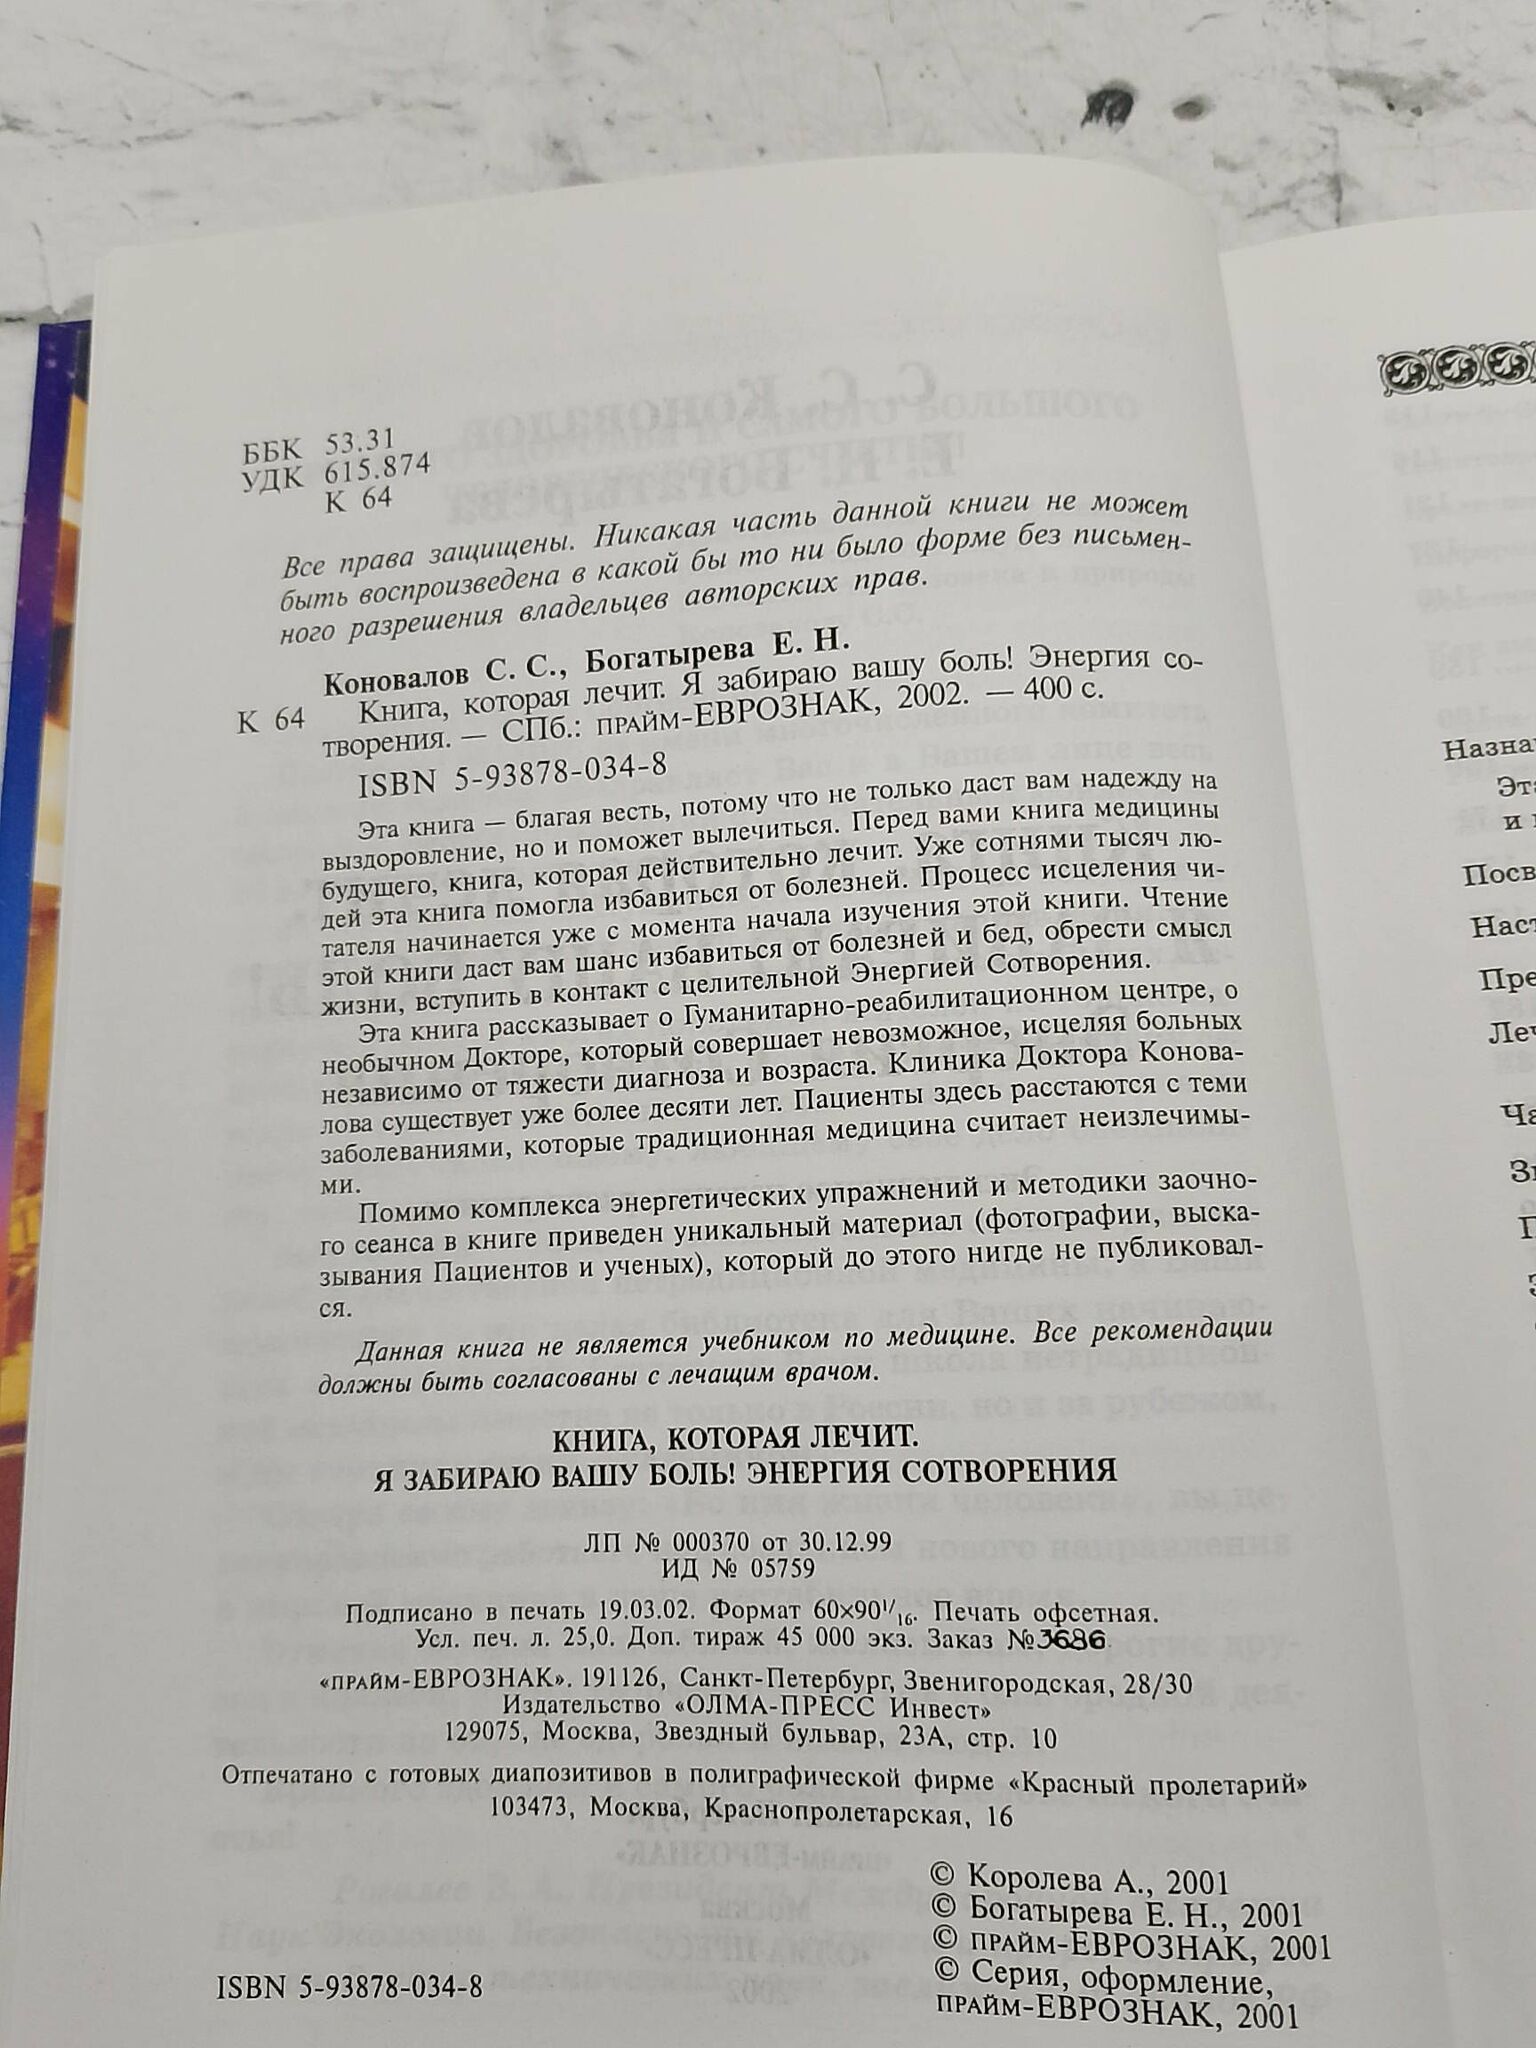 ББК 53.31
УДК 615.874
К 64
Все права защищены. Никакая часть данной книги не может
быть воспроизведена в какой бы то ни было форме без письмен-
ного разрешения владельцев авторских прав.
Коновалов С. С., Богатырева Е. Н.
К 64 Книга, которая лечит. Я забираю вашу боль! Энергия со-
творения. — СПб.: ПРАЙМ-ЕВРОЗНАК, 2002. — 400 с.
ISBN 5-93878-034-8
Эта книга — благая весть, потому что не только даст вам надежду на
выздоровление, но и поможет вылечиться. Перед вами книга медицины
будущего, книга, которая действительно лечит. Уже сотнями тысяч лю-
дей эта книга помогла избавиться от болезней. Процесс исцеления чи-
тателя начинается уже с момента начала изучения этой книги. Чтение
этой книги даст вам шанс избавиться от болезней и бед, обрести смысл
жизни, вступить в контакт с целительной Энергией Сотворения.
Эта книга рассказывает о Гуманитарно-реабилитационном центре, о
необычном Докторе, который совершает невозможное, исцеляя больных
независимо от тяжести диагноза и возраста. Клиника Доктора Конова-
лова существует уже более десяти лет. Пациенты здесь расстаются с теми
заболеваниями, которые традиционная медицина считает неизлечимы-
ми.
Помимо комплекса энергетических упражнений и методики заочно-
го сеанса в книге приведен уникальный материал (фотографии, выска-
зывания Пациентов и ученых), который до этого нигде не публиковал-
ся.
Данная книга не является учебником по медицине. Все рекомендации
должны быть согласованы с лечащим врачом.
КНИГА, КОТОРАЯ ЛЕЧИТ.
Я ЗАБИРАЮ ВАШУ БОЛЬ! ЭНЕРГИЯ СОТВОРЕНИЯ
ЛП № 000370 от 30.12.99
ИД № 05759
Подписано в печать 19.03.02. Формат 60×90 1/16. Печать офсетная.
Усл. печ. л. 25,0. Доп. тираж 45 000 экз. Заказ № 3686
«ПРАЙМ-ЕВРОЗНАК». 191126, Санкт-Петербург, Звенигородская, 28/30
Издательство «ОЛМА-ПРЕСС Инвест»
129075, Москва, Звездный бульвар, 23А, стр. 10
Отпечатано с готовых диапозитивов в полиграфической фирме «Красный пролетарий»
103473, Москва, Краснопролетарская, 16
© Королева А., 2001
© Богатырева Е. Н., 2001
© ПРАЙМ-ЕВРОЗНАК, 2001
© Серия, оформление,
ПРАЙМ-ЕВРОЗНАК, 2001
ISBN 5-93878-034-8